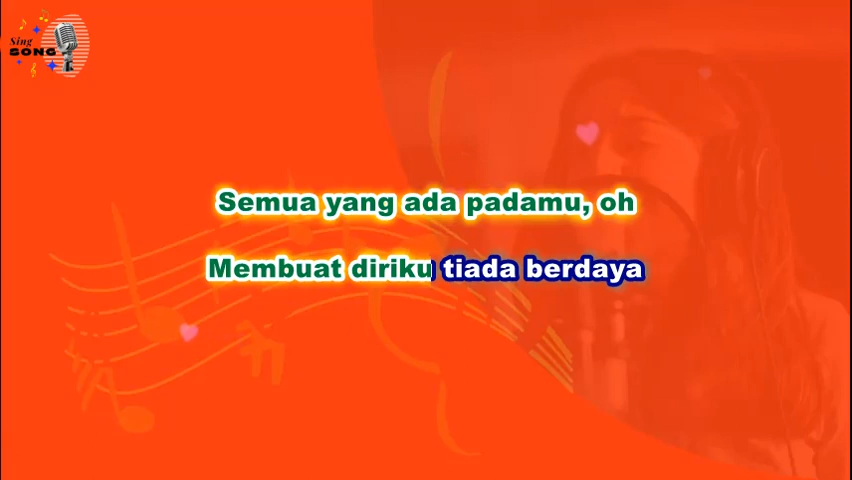 Sing
SONG
Semua yang ada padamu, oh
Membuat diriku tiada berdaya